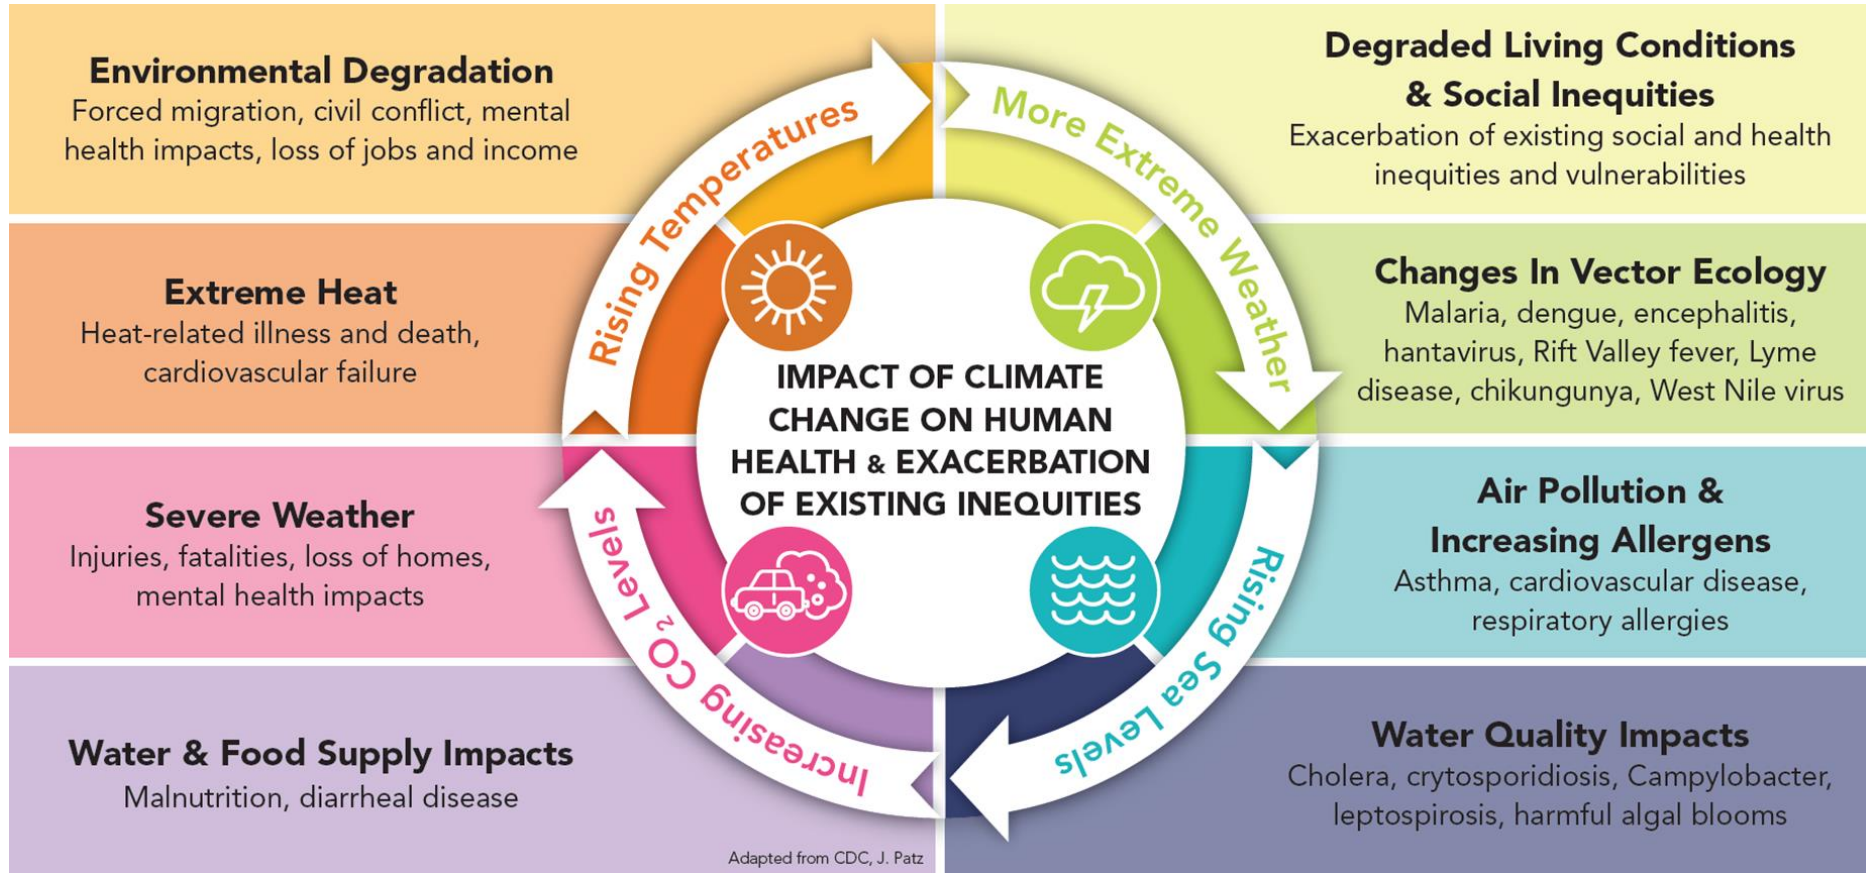 Environmental Degradation
Forced migration, civil conflict, mental
health impacts, loss of jobs and income
Extreme Heat
Heat-related illness and death,
cardiovascular failure
Severe Weather
Injuries, fatalities, loss of homes,
mental health impacts
Water & Food Supply Impacts
Malnutrition, diarrheal disease
Rising Temperatures
More Extreme Weather
Rising Sea Levels
Increasing CO₂ Levels
IMPACT OF CLIMATE
CHANGE ON HUMAN
HEALTH & EXACERBATION
OF EXISTING INEQUITIES
Degraded Living Conditions
& Social Inequities
Exacerbation of existing social and health
inequities and vulnerabilities
Changes In Vector Ecology
Malaria, dengue, encephalitis,
hantavirus, Rift Valley fever, Lyme
disease, chikungunya, West Nile virus
Air Pollution &
Increasing Allergens
Asthma, cardiovascular disease,
respiratory allergies
Water Quality Impacts
Cholera, crytosporidiosis, Campylobacter,
leptospirosis, harmful algal blooms
Adapted from CDC, J. Patz